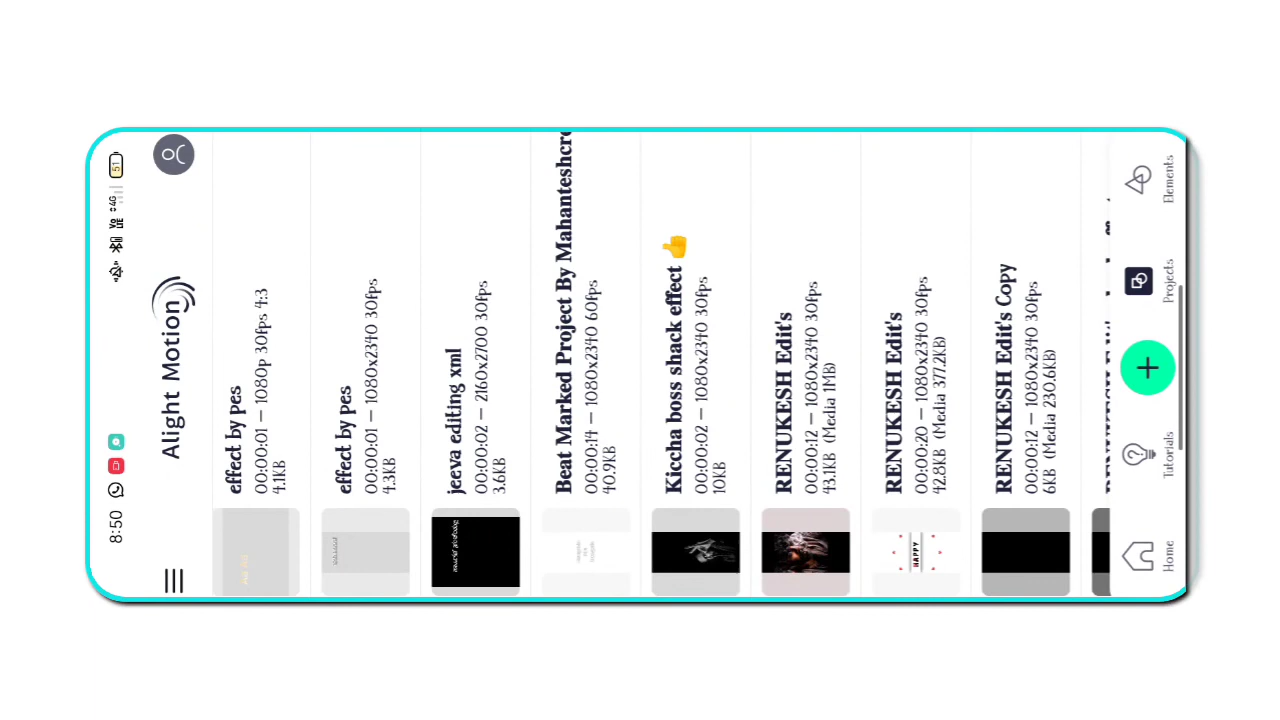 8:50
VoLTE 4G 51
Alight Motion
effect by Pes
00:00:01 — 1080p 30fps 4:3
4.1KB
effect by Pes
00:00:01 — 1080x2340 30fps
4.3KB
jeeva editing xml
00:00:02 — 2160x2700 30fps
3.6KB
Beat Marked Project By Mahanteshcre
00:00:14 — 1080x2340 60fps
40.9KB
Kiccha boss shack effect 👍
00:00:02 — 1080x2340 30fps
10KB
RENUKESH Edit's
00:00:12 — 1080x2340 30fps
43.1KB (Media 1MB)
RENUKESH Edit's
00:00:20 — 1080x2340 30fps
42.8KB (Media 377.2KB)
HAPPY
RENUKESH Edit's Copy
00:00:12 — 1080x2340 30fps
6KB (Media 230.6KB)
Home
Tutorials
Projects
Elements